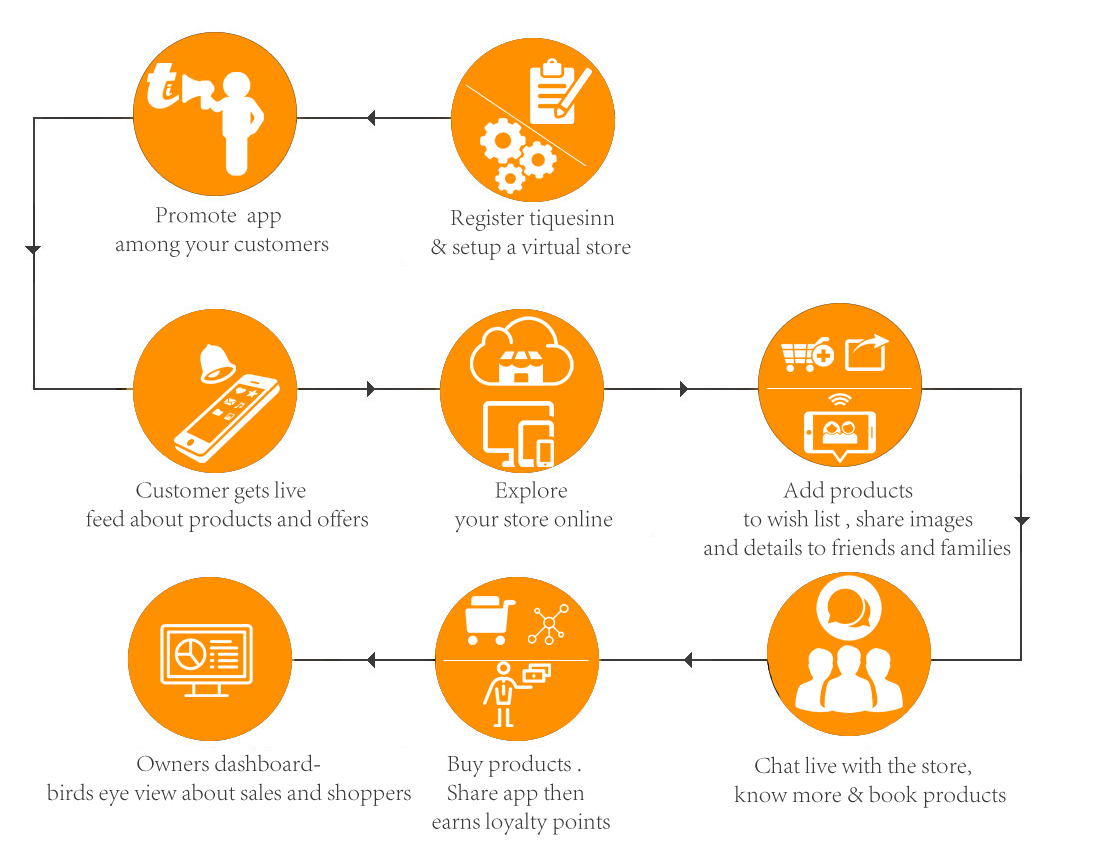 ti
Promote app
among your customers
Register tiquesinn
& setup a virtual store
Customer gets live
feed about products and offers
Explore
your store online
Add products
to wish list , share images
and details to friends and families
Owners dashboard-
birds eye view about sales and shoppers
Buy products .
Share app then
earns loyalty points
Chat live with the store,
know more & book products